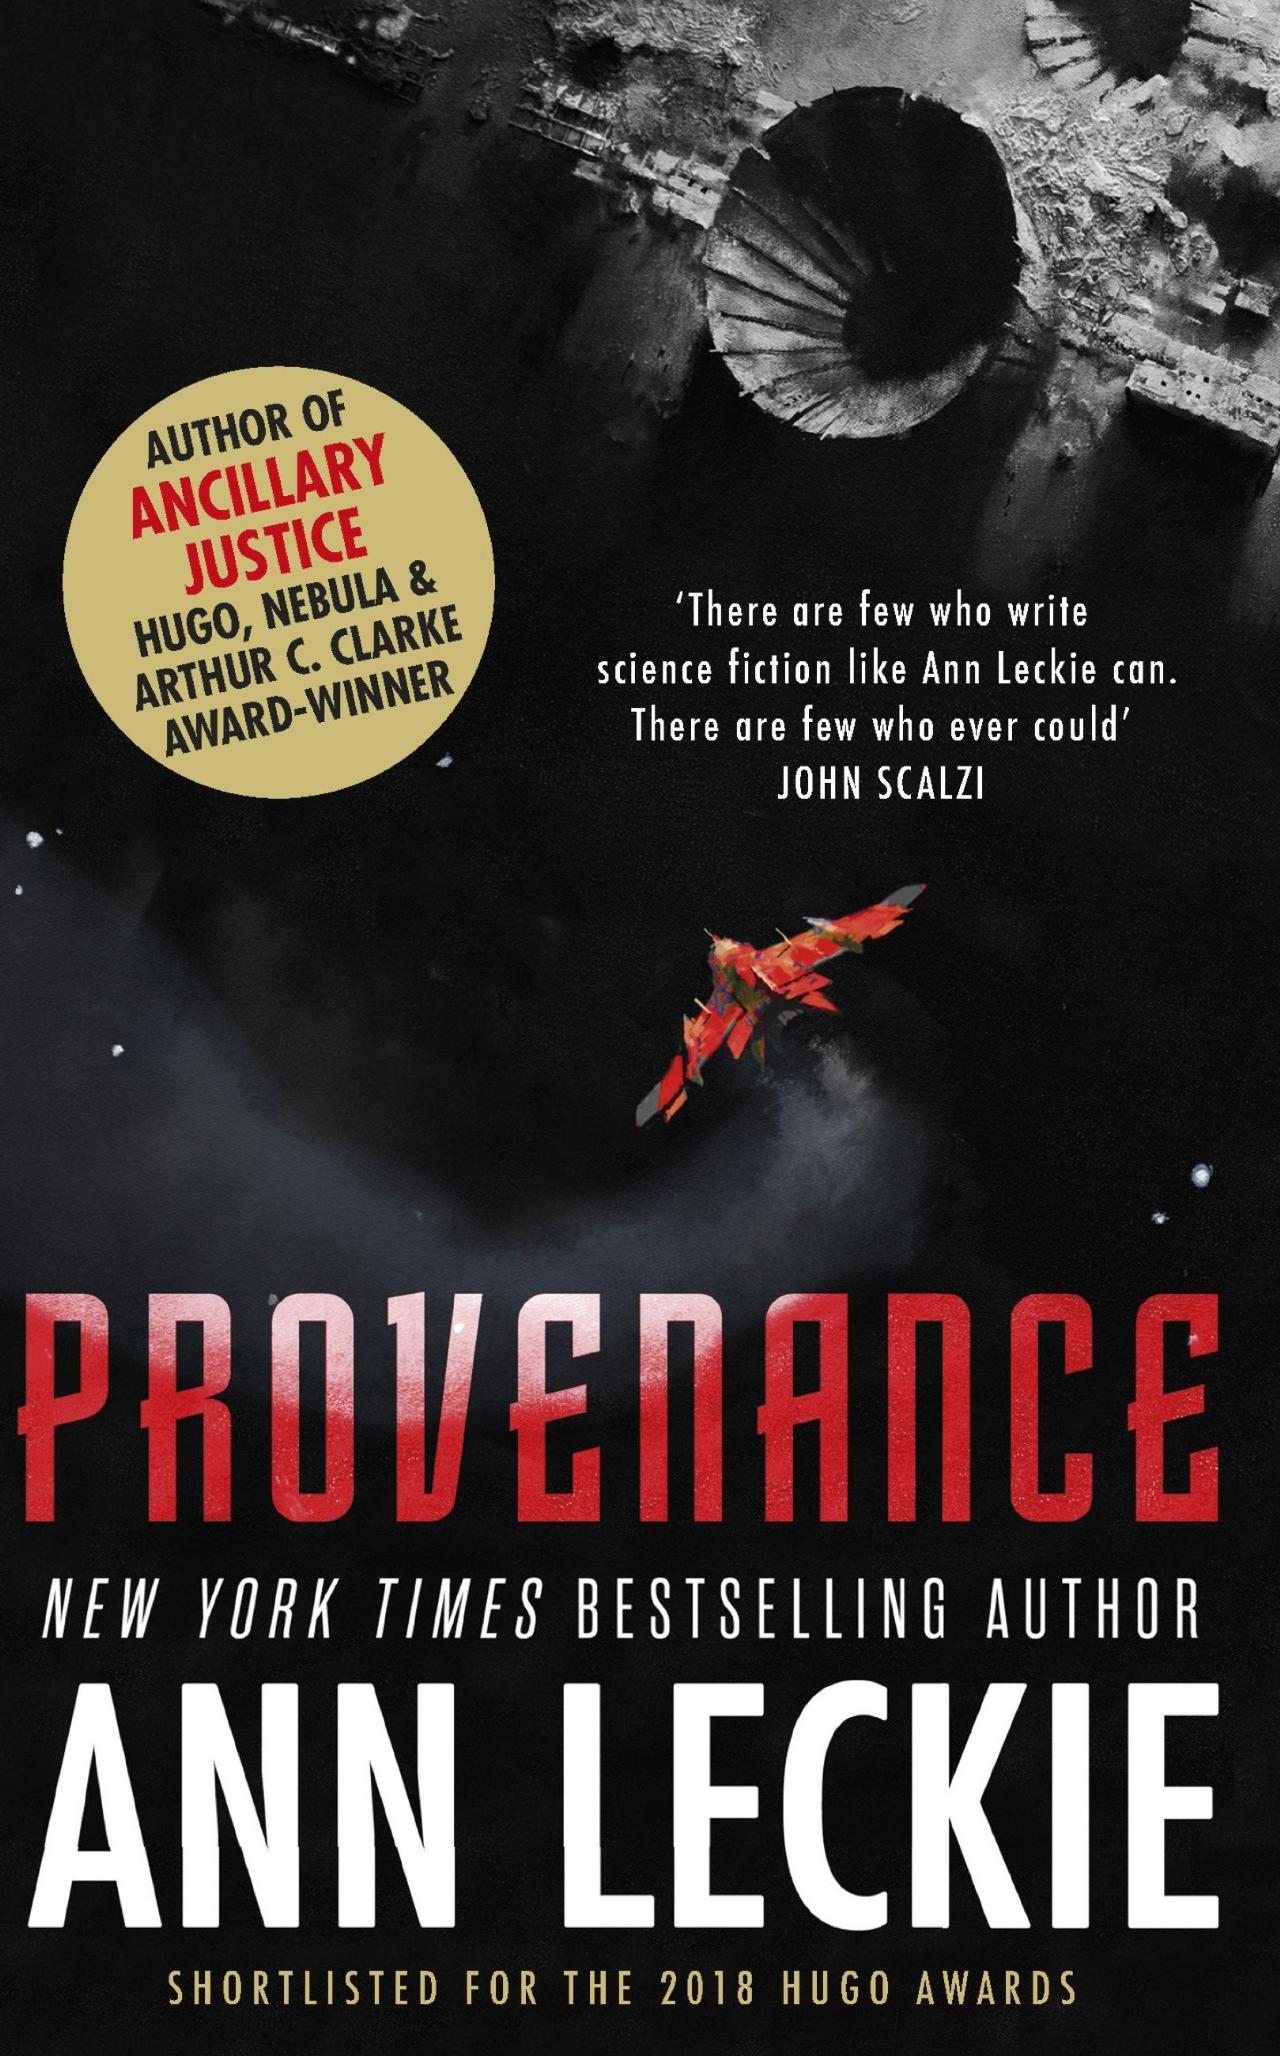 AUTHOR OF
ANCILLARY
JUSTICE
HUGO, NEBULA &
ARTHUR C. CLARKE
AWARD-WINNER
‘There are few who write
science fiction like Ann Leckie can.
There are few who ever could’
JOHN SCALZI
PROVENANCE
NEW YORK TIMES BESTSELLING AUTHOR
ANN LECKIE
SHORTLISTED FOR THE 2018 HUGO AWARDS